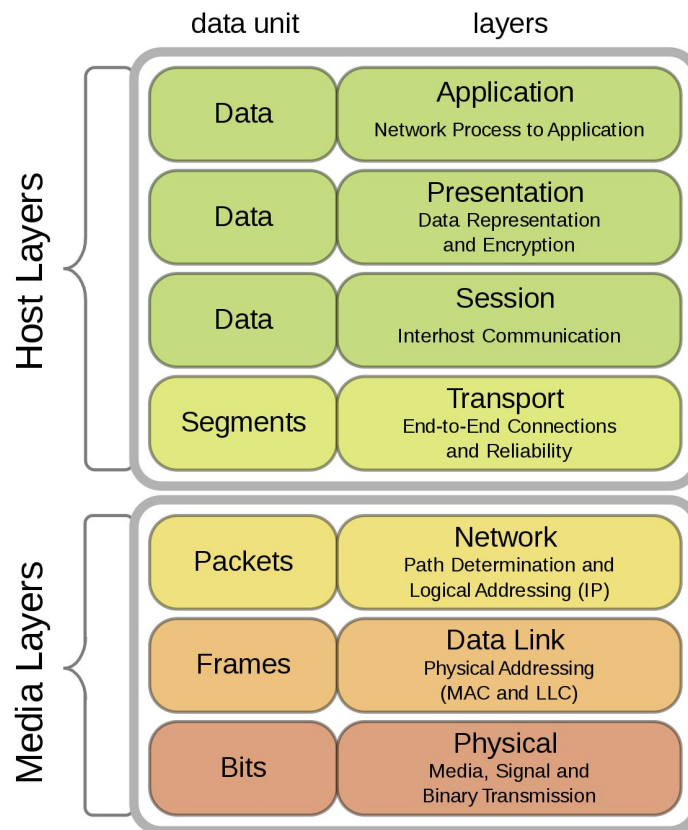 data unit
layers
Host Layers
Data
Application
Network Process to Application
Data
Presentation
Data Representation
and Encryption
Data
Session
Interhost Communication
Segments
Transport
End-to-End Connections
and Reliability
Media Layers
Packets
Network
Path Determination and
Logical Addressing (IP)
Frames
Data Link
Physical Addressing
(MAC and LLC)
Bits
Physical
Media, Signal and
Binary Transmission